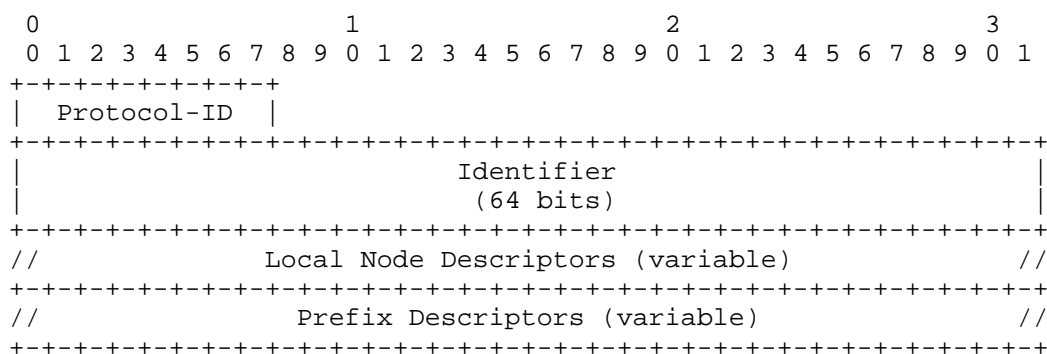 0                   1                   2                   3
 0 1 2 3 4 5 6 7 8 9 0 1 2 3 4 5 6 7 8 9 0 1 2 3 4 5 6 7 8 9 0 1
+-+-+-+-+-+-+-+-+
|  Protocol-ID  |
+-+-+-+-+-+-+-+-+-+-+-+-+-+-+-+-+-+-+-+-+-+-+-+-+-+-+-+-+-+-+-+-+
|                           Identifier                          |
|                            (64 bits)                          |
+-+-+-+-+-+-+-+-+-+-+-+-+-+-+-+-+-+-+-+-+-+-+-+-+-+-+-+-+-+-+-+-+
//              Local Node Descriptors (variable)              //
+-+-+-+-+-+-+-+-+-+-+-+-+-+-+-+-+-+-+-+-+-+-+-+-+-+-+-+-+-+-+-+-+
//                Prefix Descriptors (variable)                //
+-+-+-+-+-+-+-+-+-+-+-+-+-+-+-+-+-+-+-+-+-+-+-+-+-+-+-+-+-+-+-+-+